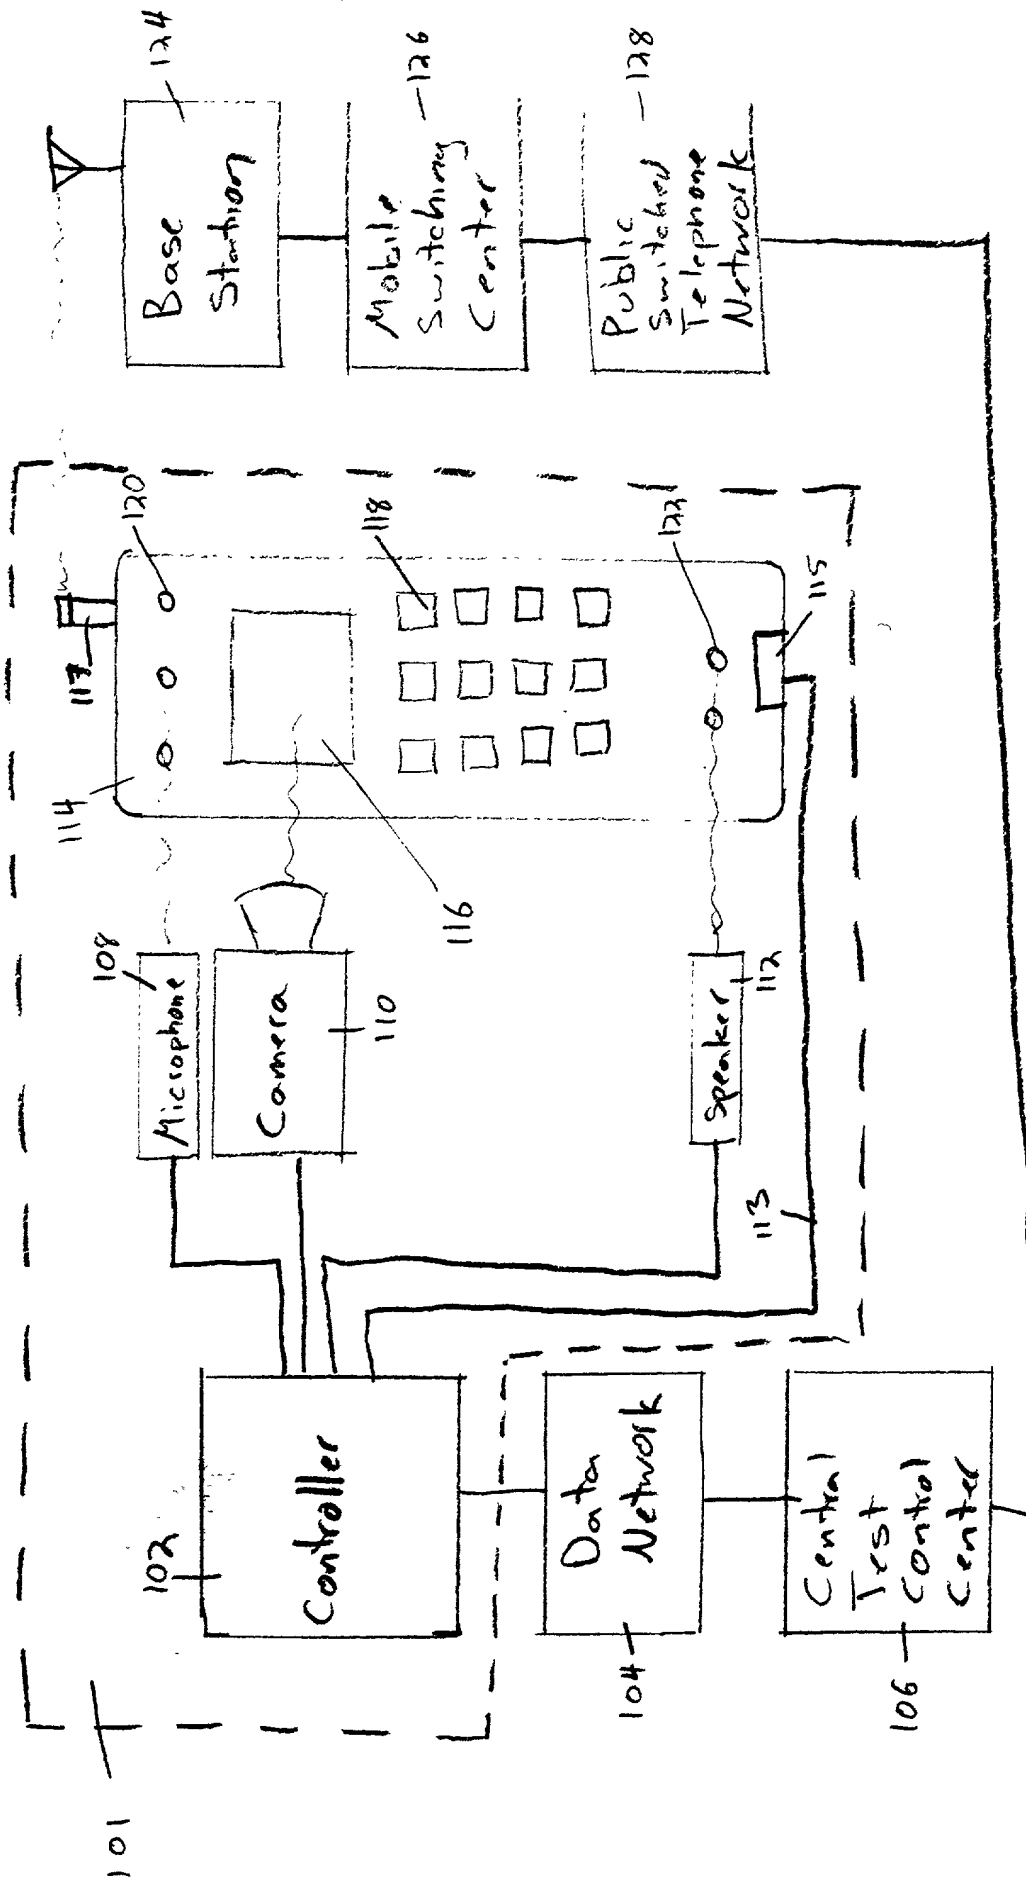 101
102
Controller
104
Data
Network
106
Central
Test
Control
Center
108
Microphone
Camera
110
Speaker
112
113
114
116
117
120
118
122
115
Base
Station
124
Mobile
Switching
Center
126
Public
Switched
Telephone
Network
128